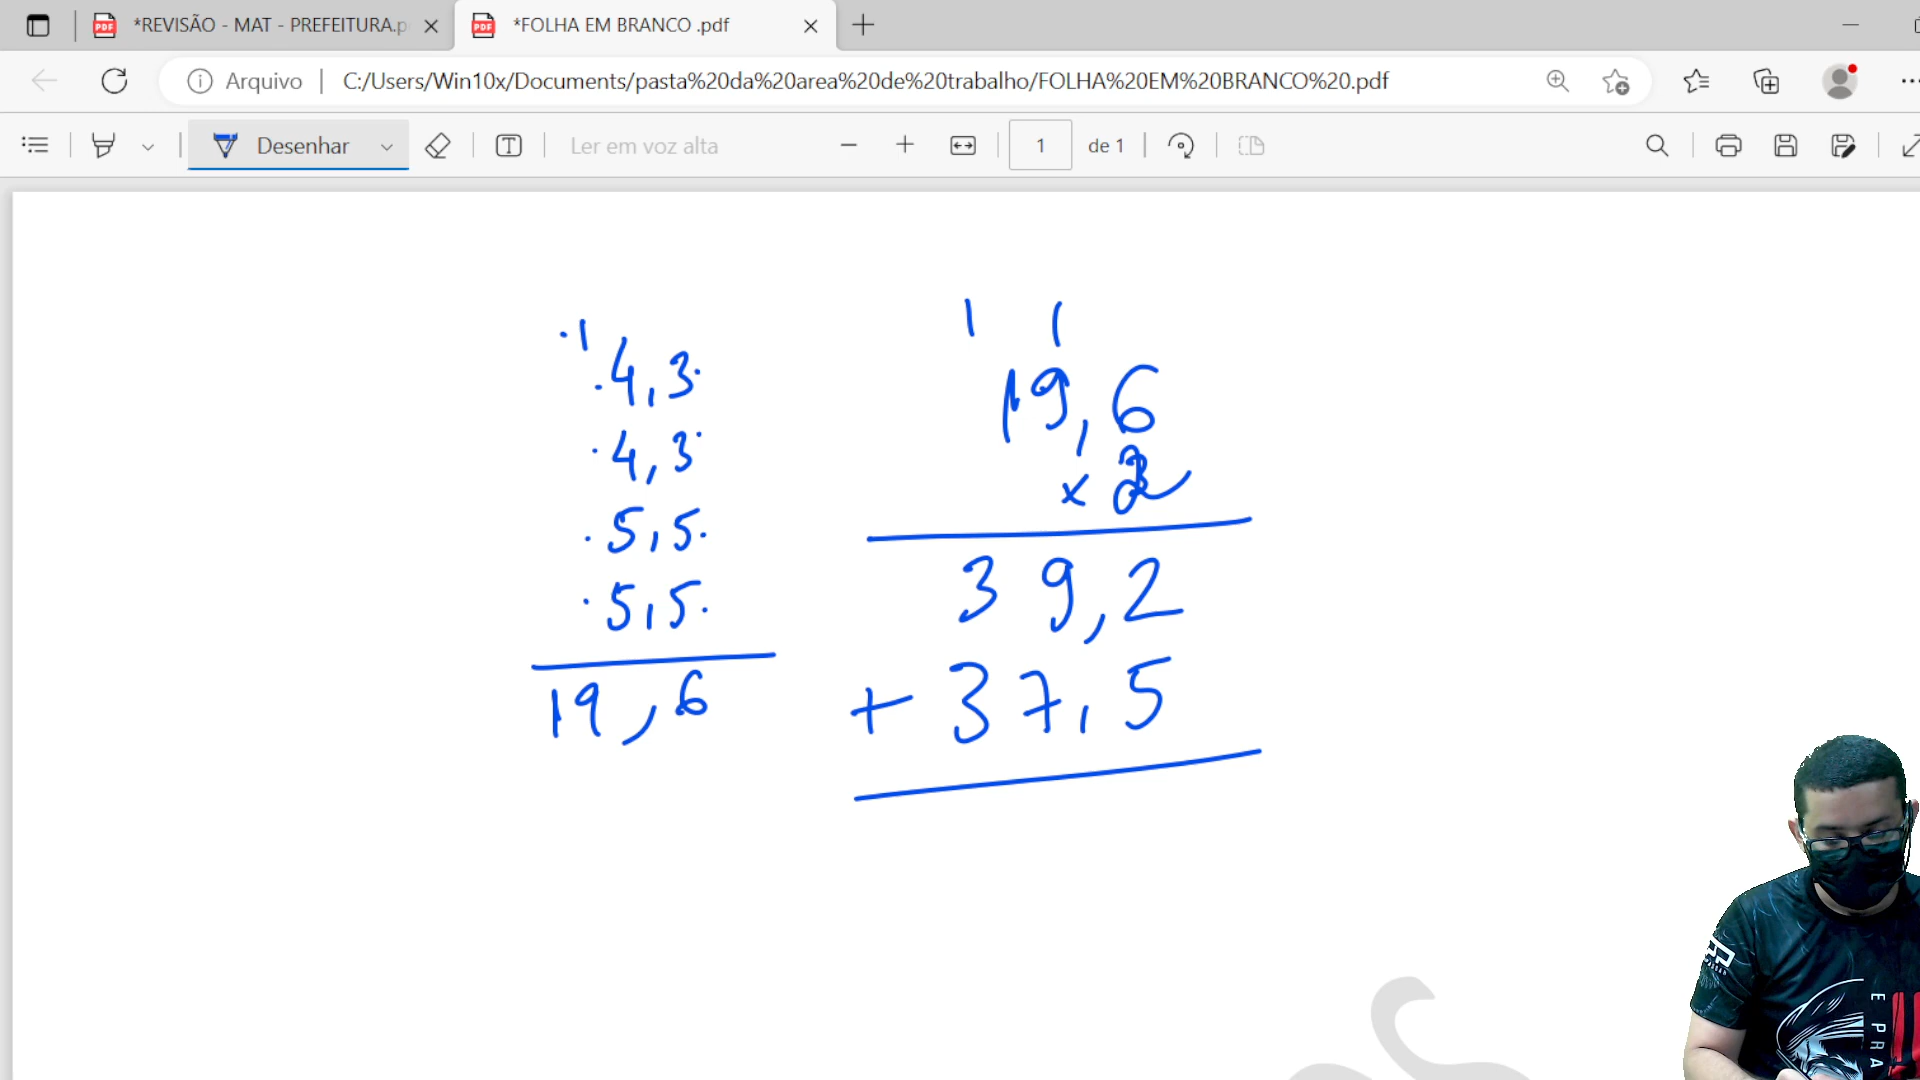 *REVISÃO - MAT - PREFEITURA.p
*FOLHA EM BRANCO .pdf
Arquivo
C:/Users/Win10x/Documents/pasta%20da%20area%20de%20trabalho/FOLHA%20EM%20BRANCO%20.pdf
Desenhar
Ler em voz alta
1
de 1
1
4,3
4,3
5,5
5,5
19,6
1 1
19,6
x 2
39,2
+ 37,5
E PRA